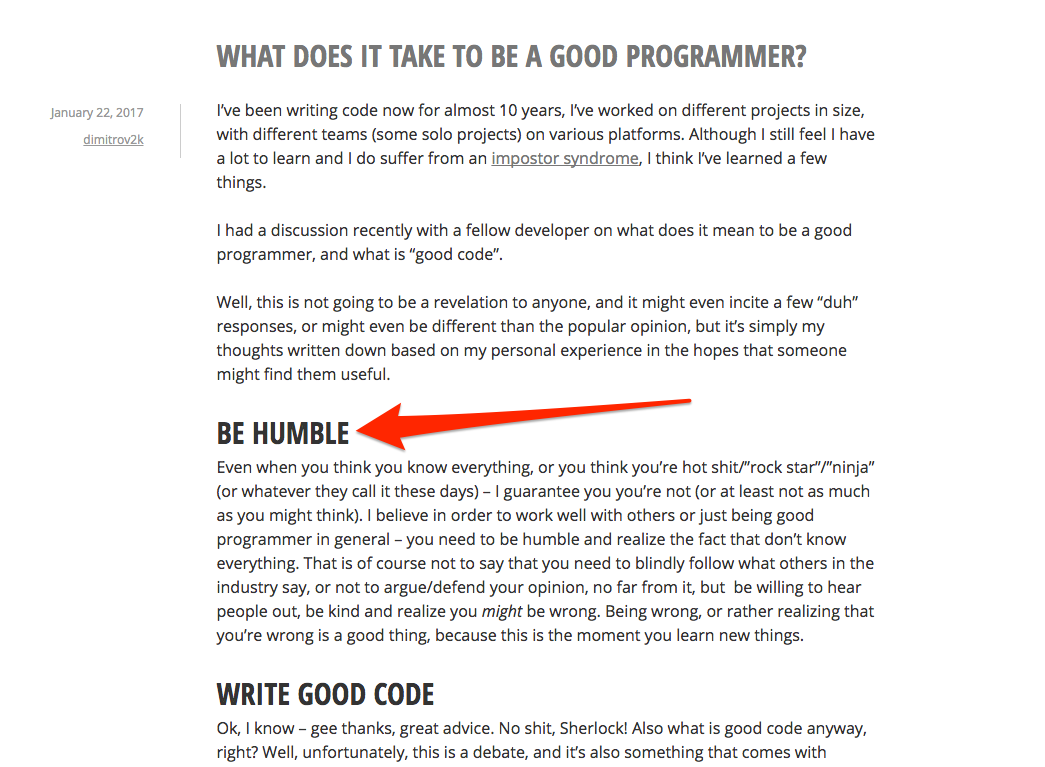 WHAT DOES IT TAKE TO BE A GOOD PROGRAMMER?
January 22, 2017
dimitrov2k
I’ve been writing code now for almost 10 years, I’ve worked on different projects in size,
with different teams (some solo projects) on various platforms. Although I still feel I have
a lot to learn and I do suffer from an impostor syndrome, I think I’ve learned a few
things.
I had a discussion recently with a fellow developer on what does it mean to be a good
programmer, and what is “good code”.
Well, this is not going to be a revelation to anyone, and it might even incite a few “duh”
responses, or might even be different than the popular opinion, but it’s simply my
thoughts written down based on my personal experience in the hopes that someone
might find them useful.
BE HUMBLE
Even when you think you know everything, or you think you’re hot shit/”rock star”/”ninja”
(or whatever they call it these days) – I guarantee you you’re not (or at least not as much
as you might think). I believe in order to work well with others or just being good
programmer in general – you need to be humble and realize the fact that don’t know
everything. That is of course not to say that you need to blindly follow what others in the
industry say, or not to argue/defend your opinion, no far from it, but  be willing to hear
people out, be kind and realize you might be wrong. Being wrong, or rather realizing that
you’re wrong is a good thing, because this is the moment you learn new things.
WRITE GOOD CODE
Ok, I know – gee thanks, great advice. No shit, Sherlock! Also what is good code anyway,
right? Well, unfortunately, this is a debate, and it’s also something that comes with